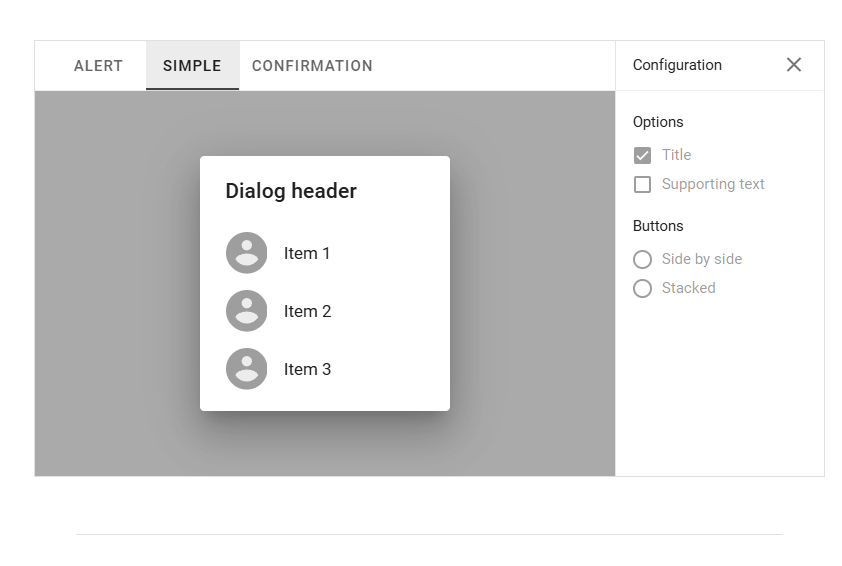 ALERT SIMPLE CONFIRMATION
Dialog header
Item 1
Item 2
Item 3
Configuration
Options
Title
Supporting text
Buttons
Side by side
Stacked